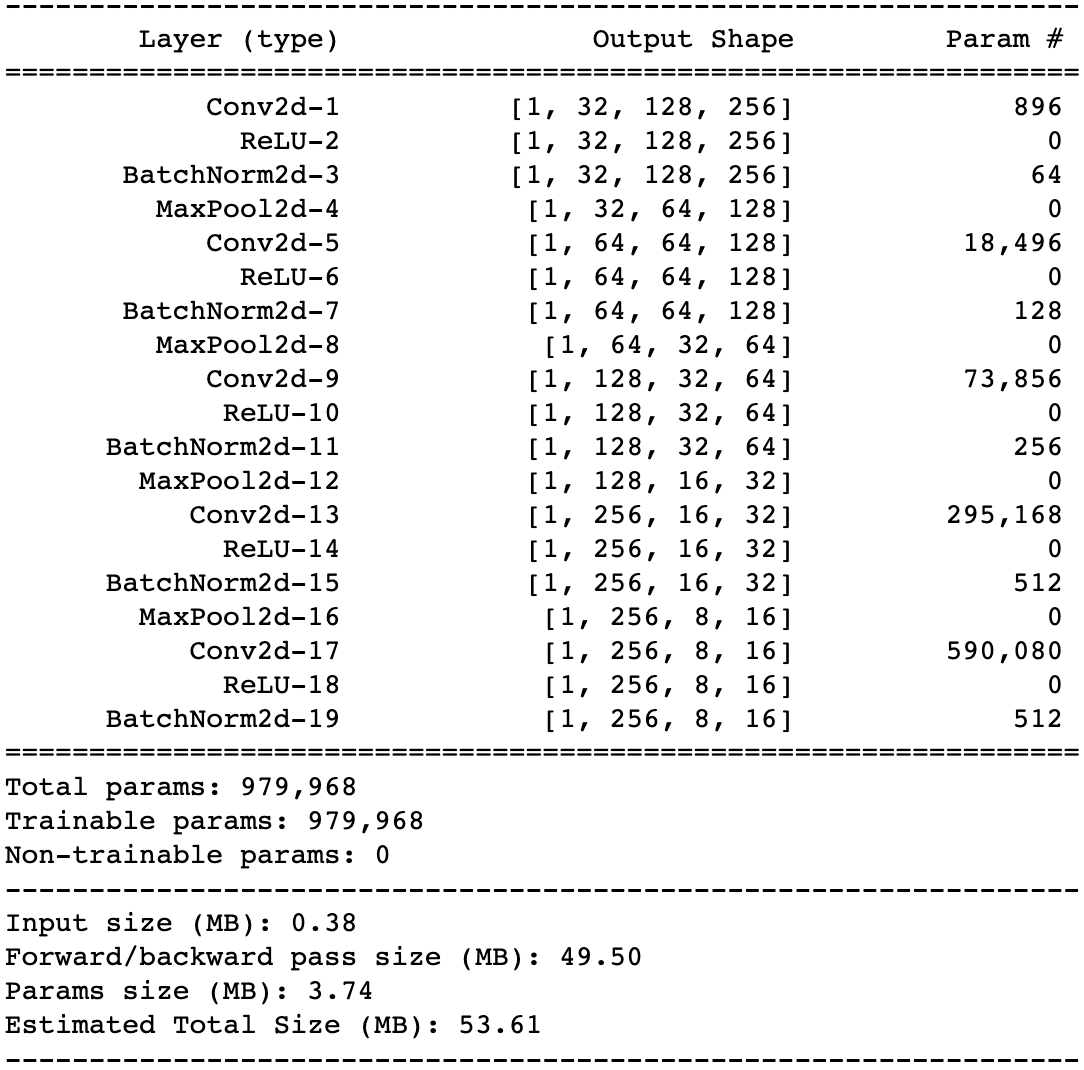 ----------------------------------------------------------------
        Layer (type)               Output Shape         Param #
================================================================
            Conv2d-1          [1, 32, 128, 256]             896
              ReLU-2          [1, 32, 128, 256]               0
       BatchNorm2d-3          [1, 32, 128, 256]              64
         MaxPool2d-4           [1, 32, 64, 128]               0
            Conv2d-5           [1, 64, 64, 128]          18,496
              ReLU-6           [1, 64, 64, 128]               0
       BatchNorm2d-7           [1, 64, 64, 128]             128
         MaxPool2d-8            [1, 64, 32, 64]               0
            Conv2d-9           [1, 128, 32, 64]          73,856
             ReLU-10           [1, 128, 32, 64]               0
      BatchNorm2d-11           [1, 128, 32, 64]             256
        MaxPool2d-12           [1, 128, 16, 32]               0
           Conv2d-13           [1, 256, 16, 32]         295,168
             ReLU-14           [1, 256, 16, 32]               0
      BatchNorm2d-15           [1, 256, 16, 32]             512
        MaxPool2d-16            [1, 256, 8, 16]               0
           Conv2d-17            [1, 256, 8, 16]         590,080
             ReLU-18            [1, 256, 8, 16]               0
      BatchNorm2d-19            [1, 256, 8, 16]             512
================================================================
Total params: 979,968
Trainable params: 979,968
Non-trainable params: 0
----------------------------------------------------------------
Input size (MB): 0.38
Forward/backward pass size (MB): 49.50
Params size (MB): 3.74
Estimated Total Size (MB): 53.61
----------------------------------------------------------------